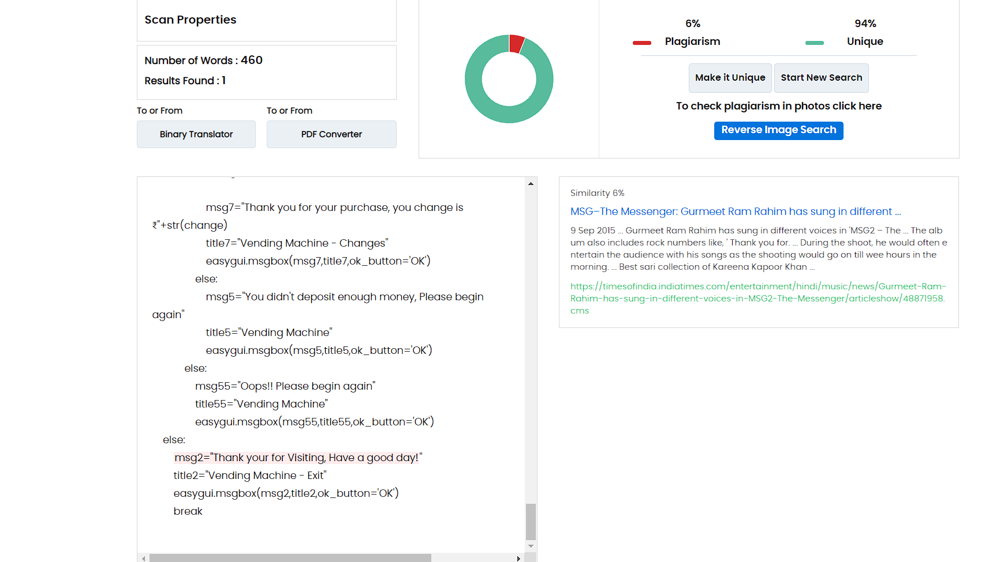 Scan Properties
Number of Words : 460
Results Found : 1
To or From
To or From
Binary Translator
PDF Converter
6%
Plagiarism
94%
Unique
Make it Unique
Start New Search
To check plagiarism in photos click here
Reverse Image Search
msg7="Thank you for your purchase, you change is
₹"+str(change)
title7="Vending Machine - Changes"
easygui.msgbox(msg7,title7,ok_button='OK')
else:
msg5="You didn't deposit enough money, Please begin
again"
title5="Vending Machine"
easygui.msgbox(msg5,title5,ok_button='OK')
else:
msg55="Oops!! Please begin again"
title55="Vending Machine"
easygui.msgbox(msg55,title55,ok_button='OK')
else:
msg2="Thank your for Visiting, Have a good day!"
title2="Vending Machine - Exit"
easygui.msgbox(msg2,title2,ok_button='OK')
break
Similarity 6%
MSG–The Messenger: Gurmeet Ram Rahim has sung in different ...
9 Sep 2015 ... Gurmeet Ram Rahim has sung in different voices in 'MSG2 – The ... The alb
um also includes rock numbers like, ' Thank you for. ... During the shoot, he would often e
ntertain the audience with his songs as the shooting would go on till wee hours in the
morning. ... Best sari collection of Kareena Kapoor Khan ...
https://timesofindia.indiatimes.com/entertainment/hindi/music/news/Gurmeet-Ram-
Rahim-has-sung-in-different-voices-in-MSG2-The-Messenger/articleshow/48871958.
cms